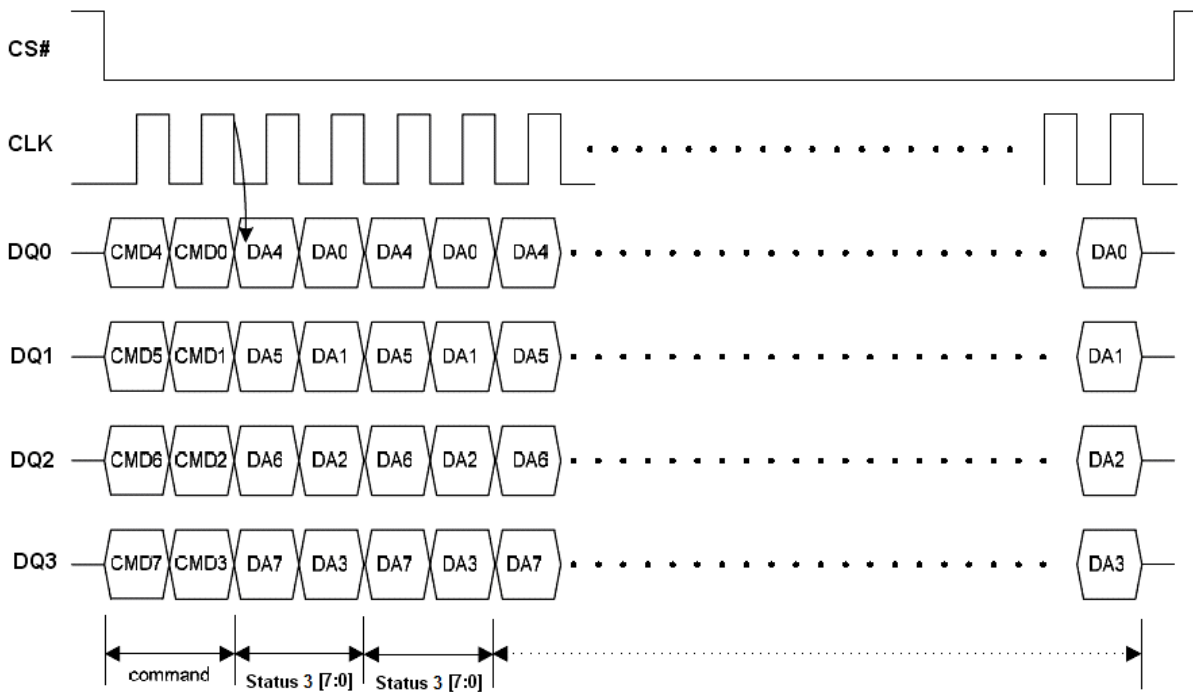 CS#
CLK
DQ0 CMD4 CMD0 DA4 DA0 DA4 DA0 DA4 DA0
DQ1 CMD5 CMD1 DA5 DA1 DA5 DA1 DA5 DA1
DQ2 CMD6 CMD2 DA6 DA2 DA6 DA2 DA6 DA2
DQ3 CMD7 CMD3 DA7 DA3 DA7 DA3 DA7 DA3
command Status 3 [7:0] Status 3 [7:0]